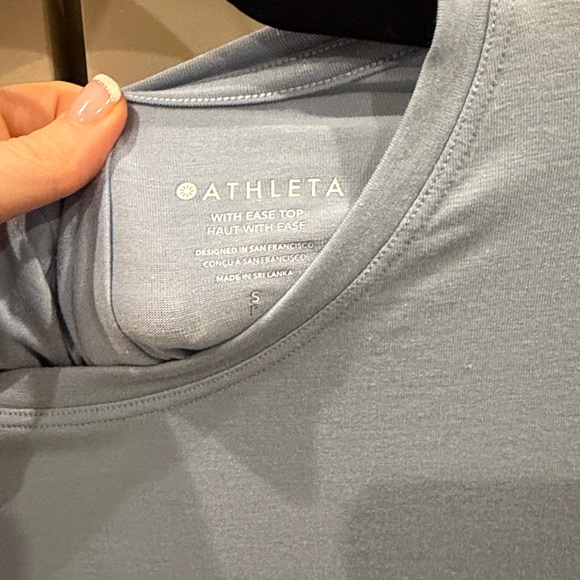 ATHLETA
WITH EASE TOP
HAUT WITH EASE
DESIGNED IN SAN FRANCISCO
CONÇU À SAN FRANCISCO
MADE IN SRI LANKA
S